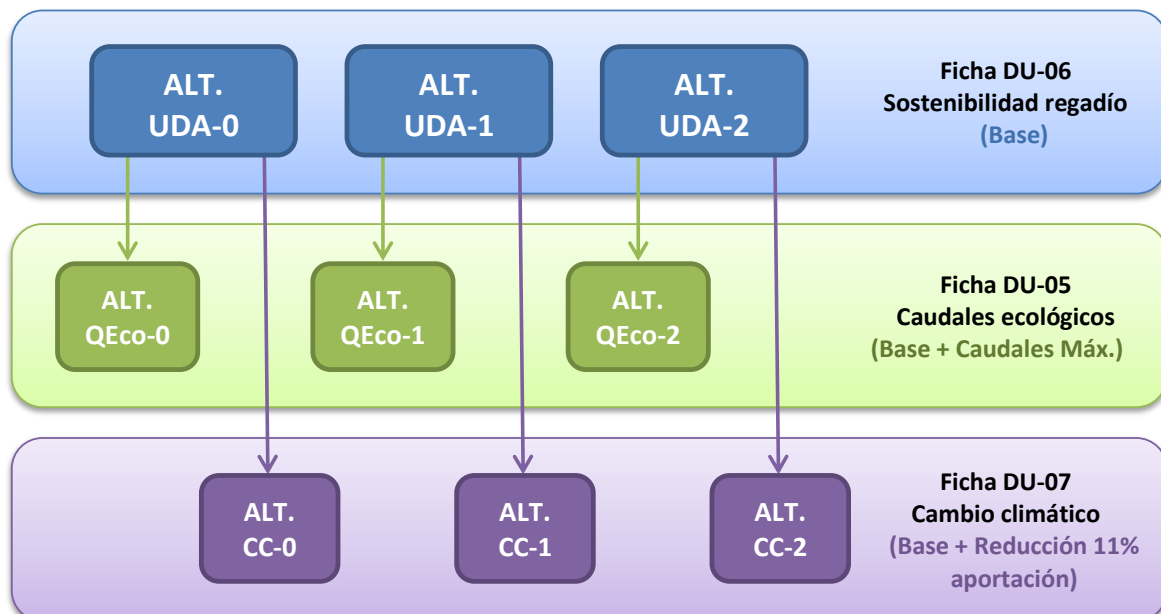 ALT.
UDA-0
ALT.
UDA-1
ALT.
UDA-2
Ficha DU-06
Sostenibilidad regadío
(Base)
ALT.
QEco-0
ALT.
QEco-1
ALT.
QEco-2
Ficha DU-05
Caudales ecológicos
(Base + Caudales Máx.)
ALT.
CC-0
ALT.
CC-1
ALT.
CC-2
Ficha DU-07
Cambio climático
(Base + Reducción 11%
aportación)